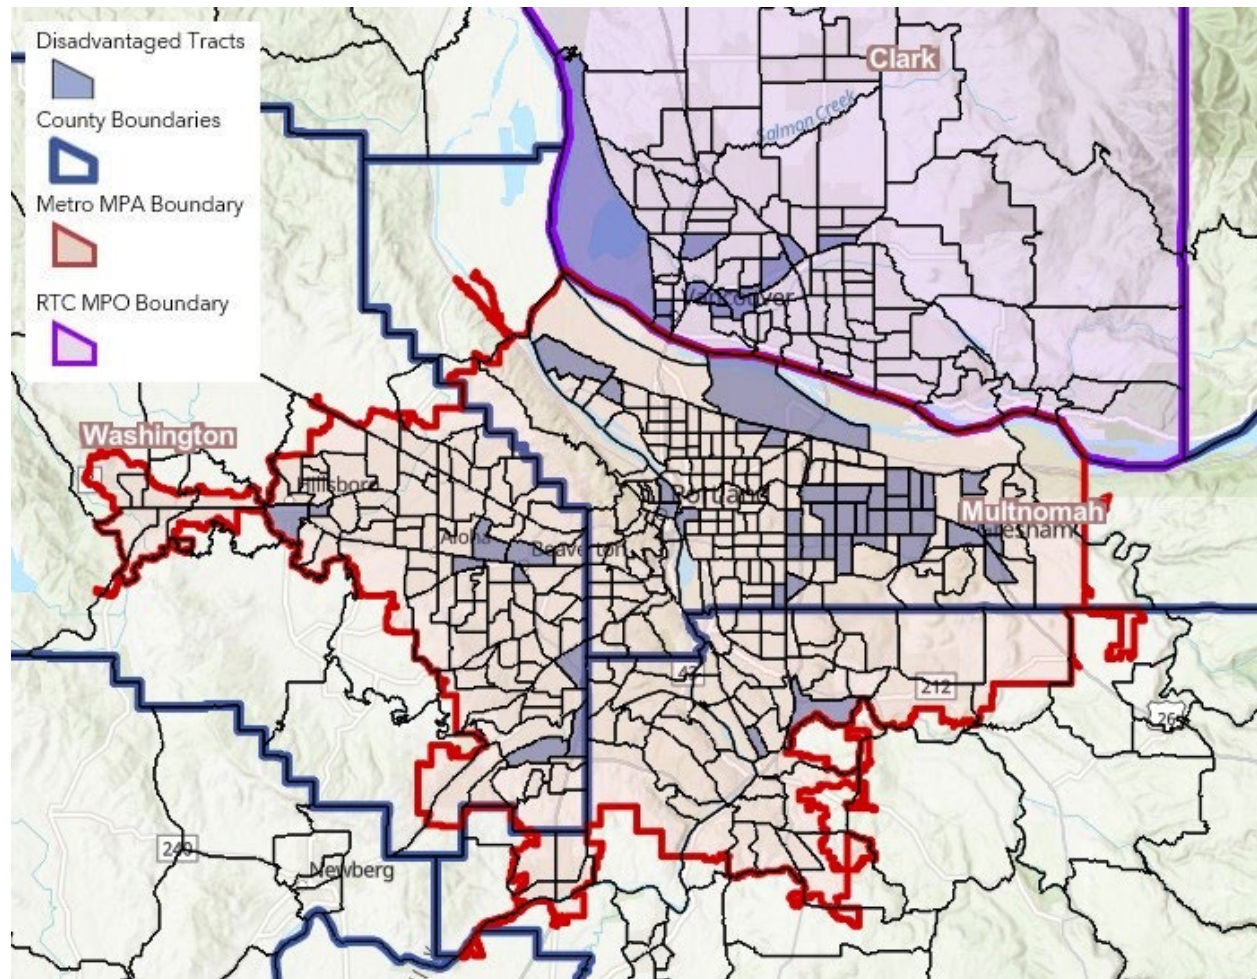 Disadvantaged Tracts
County Boundaries
Metro MPA Boundary
RTC MPO Boundary
Clark
Salmon Creek
Vancouver
Washington
Hillsboro
Portland
Multnomah
Gresham
Aloha
Beaverton
43
212
26
240
Newberg